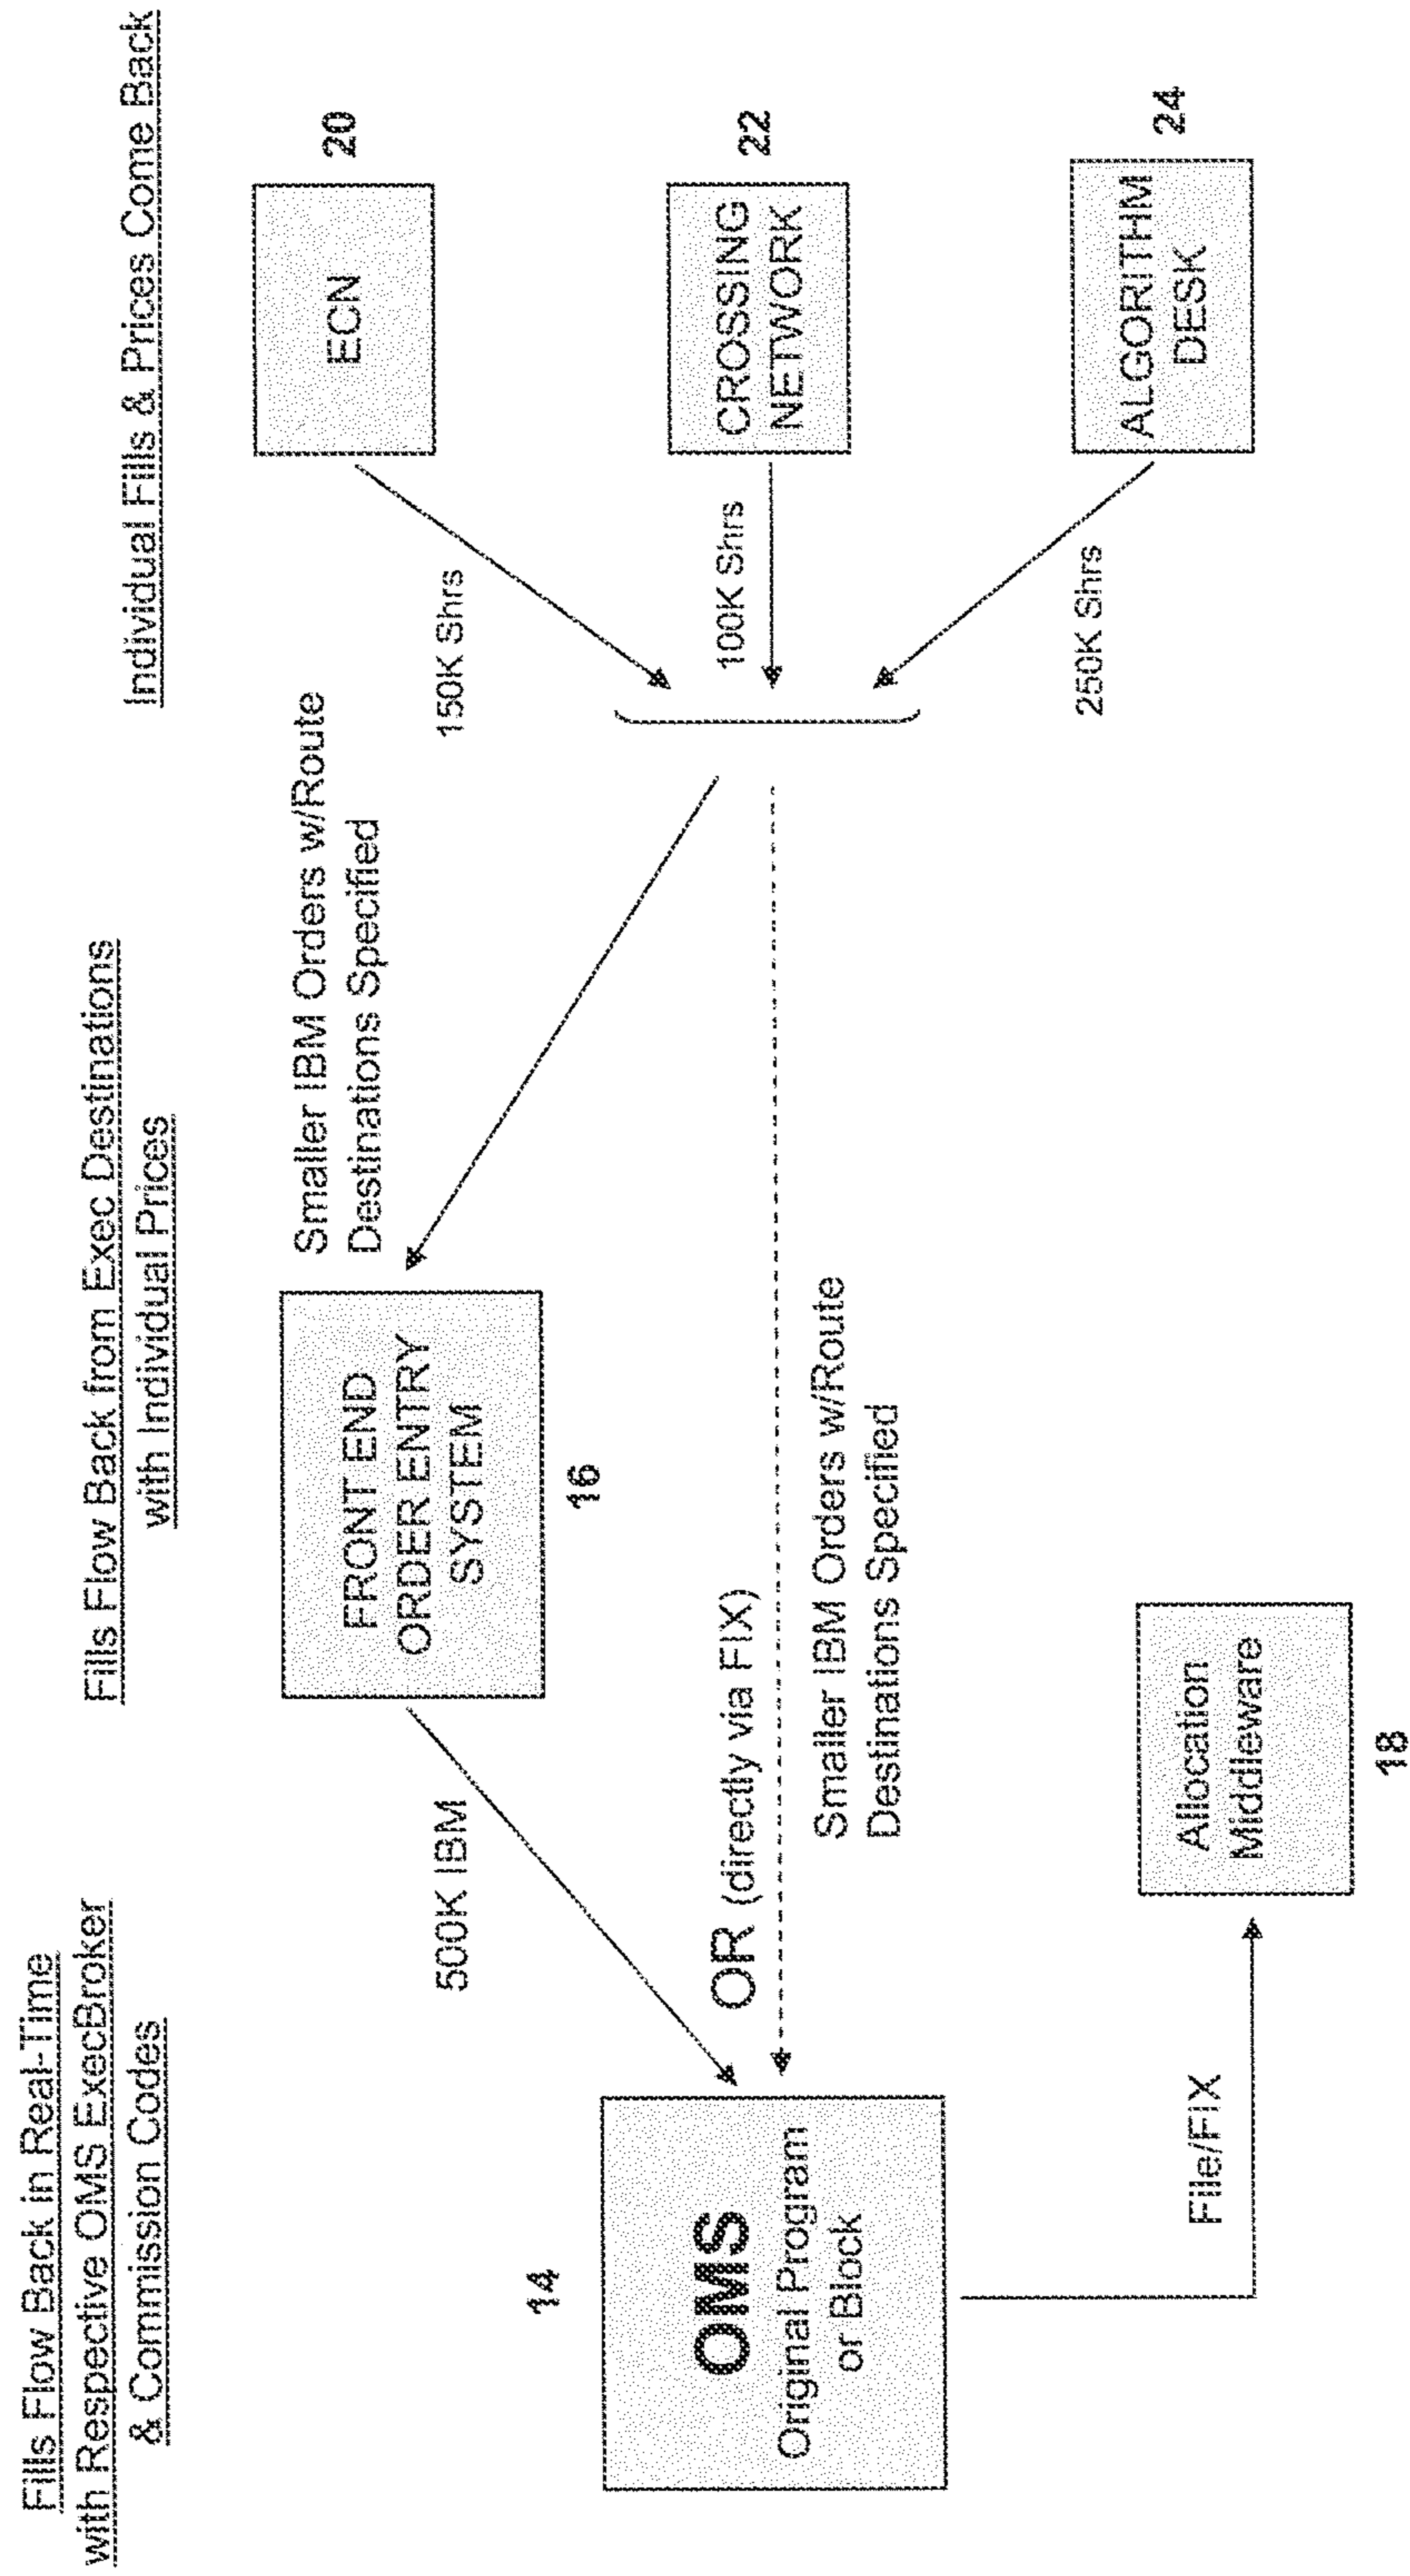 Fills Flow Back in Real-Time
with Respective OMS ExecBroker
& Commission Codes
Fills Flow Back from Exec Destinations
with Individual Prices
Individual Fills & Prices Come Back
14
OMS
Original Program
or Block
500K IBM
OR (directly via FIX)
Smaller IBM Orders w/Route
Destinations Specified
File/FIX
Allocation
Middleware
18
FRONT END
ORDER ENTRY
SYSTEM
16
Smaller IBM Orders w/Route
Destinations Specified
150K Shrs
100K Shrs
250K Shrs
ECN
20
CROSSING
NETWORK
22
ALGORITHM
DESK
24